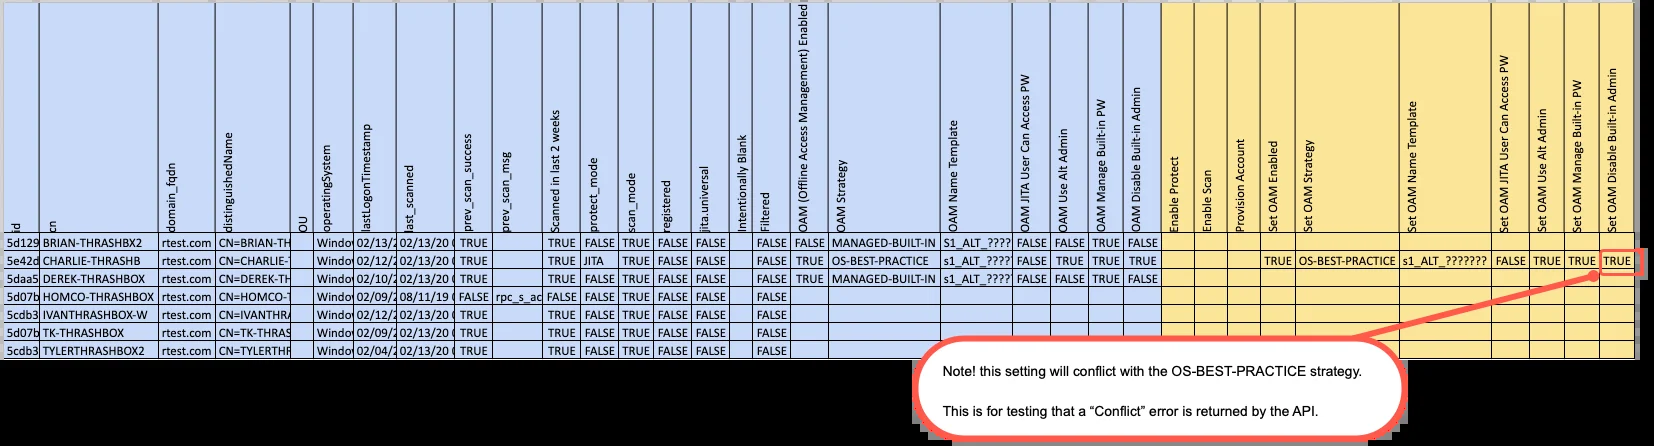 id
cn
domain_fqdn
distinguishedName
OU
operatingSystem
lastLogonTimestamp
last_scanned
prev_scan_success
prev_scan_msg
Scanned in last 2 weeks
protect_mode
scan_mode
registered
jita.universal
Intentionally Blank
Filtered
OAM (Offline Access Management) Enabled
OAM Strategy
OAM Name Template
OAM JITA User Can Access PW
OAM Use Alt Admin
OAM Manage Built-in PW
OAM Disable Built-in Admin
Enable Protect
Enable Scan
Provision Account
Set OAM Enabled
Set OAM Strategy
Set OAM Name Template
Set OAM JITA User Can Access PW
Set OAM Use Alt Admin
Set OAM Manage Built-in PW
Set OAM Disable Built-in Admin
5d129 BRIAN-THRASHBX2 rtest.com CN=BRIAN-TH Windov 02/13/2 02/13/20 ( TRUE TRUE FALSE TRUE FALSE FALSE FALSE FALSE MANAGED-BUILT-IN S1_ALT_???? FALSE FALSE TRUE FALSE
5e42d CHARLIE-THRASHB rtest.com CN=CHARLIE- Windov 02/12/2 02/13/20 ( TRUE TRUE JITA TRUE FALSE FALSE FALSE TRUE OS-BEST-PRACTICE s1_ALT_???? FALSE TRUE TRUE TRUE TRUE OS-BEST-PRACTICE s1_ALT_??????? FALSE TRUE TRUE TRUE
5daa5 DEREK-THRASHBOX rtest.com CN=DEREK-TH Windov 02/10/2 02/13/20 ( TRUE TRUE FALSE TRUE FALSE FALSE FALSE TRUE MANAGED-BUILT-IN s1_ALT_???? FALSE FALSE TRUE FALSE
5d07b HOMCO-THRASHBOX rtest.com CN=HOMCO-T Windov 02/09/2 08/11/19 ( FALSE rpc_s_ac FALSE FALSE TRUE FALSE FALSE FALSE
5cdb3 IVANTHRASHBOX-W rtest.com CN=IVANTHRA Windov 02/12/2 02/13/20 ( TRUE TRUE FALSE TRUE FALSE FALSE FALSE
5d07b TK-THRASHBOX rtest.com CN=TK-THRAS Windov 02/09/2 02/13/20 ( TRUE TRUE FALSE TRUE FALSE FALSE FALSE
5cdb3 TYLERTHRASHBOX2 rtest.com CN=TYLERTHF Windov 02/04/2 02/13/20 ( TRUE TRUE FALSE TRUE FALSE FALSE FALSE
Note! this setting will conflict with the OS-BEST-PRACTICE strategy.
This is for testing that a “Conflict” error is returned by the API.